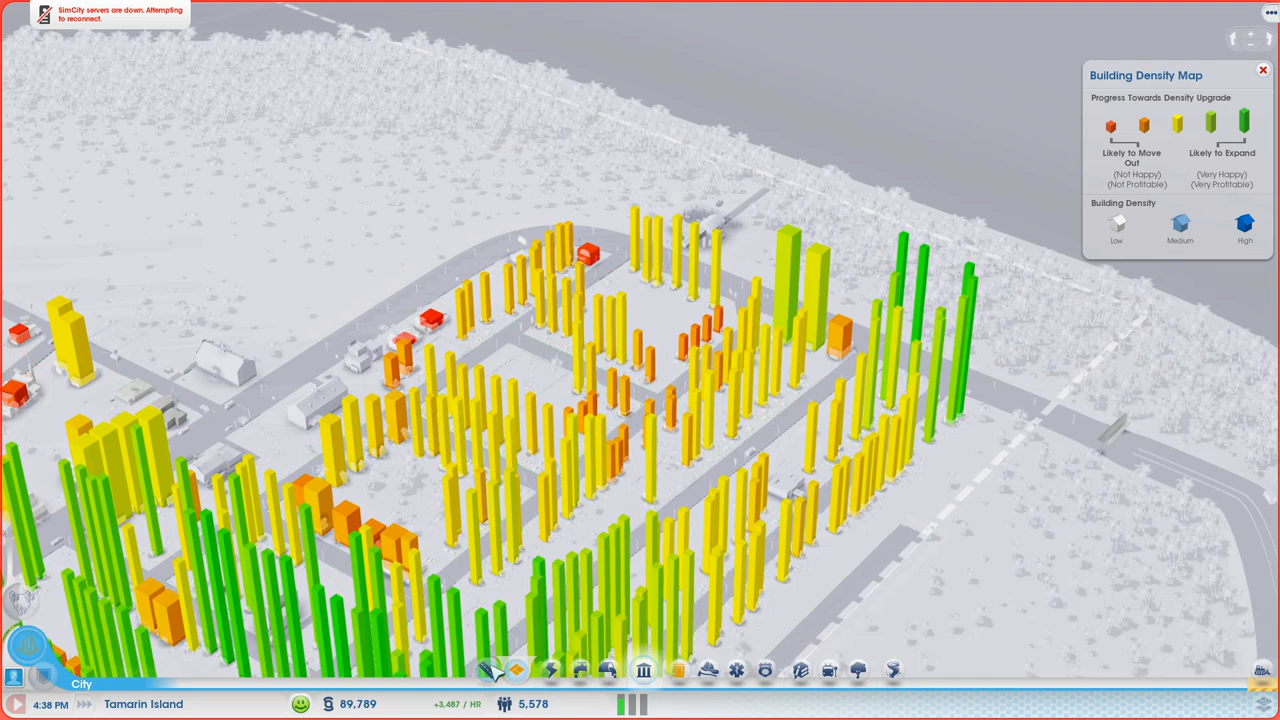 SimCity servers are down. Attempting
to reconnect.
Building Density Map
Progress Towards Density Upgrade
Likely to Move
Out
(Not Happy)
(Not Profitable)
Likely to Expand
(Very Happy)
(Very Profitable)
Building Density
Low
Medium
High
City
4:38 PM
Tamarin Island
89,789
+3,487 / HR
5,578